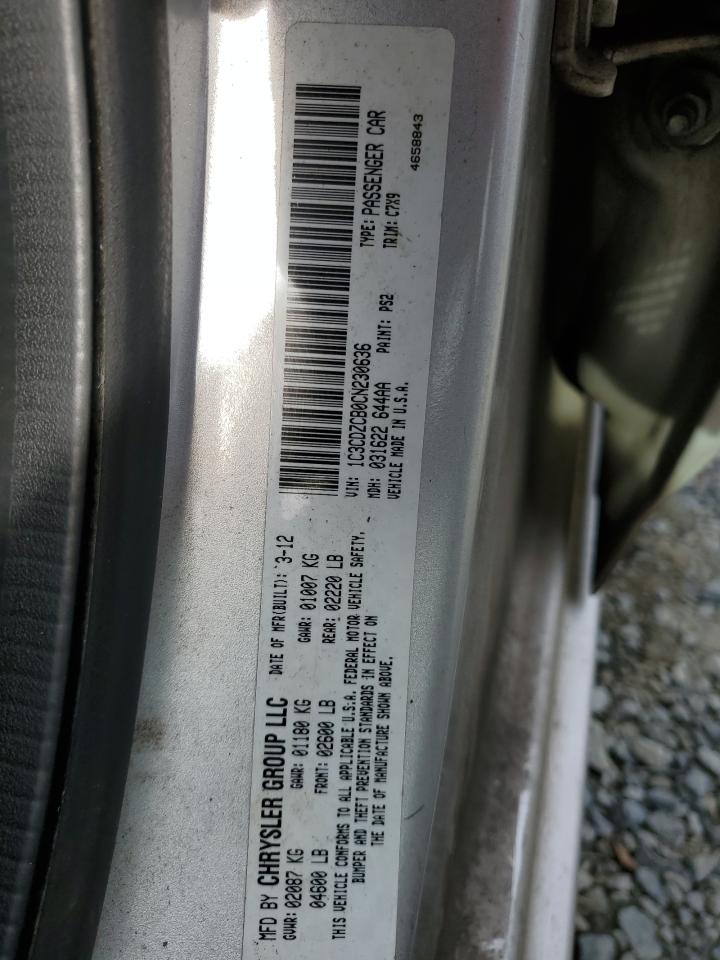 MFD BY CHRYSLER GROUP LLC DATE OF MFR(BUILT): 3-12
GVWR: 02087 KG GAWR: 01180 KG GAWR: 01007 KG
04600 LB FRONT: 02600 LB REAR: 02220 LB
THIS VEHICLE CONFORMS TO ALL APPLICABLE U.S.A. FEDERAL MOTOR VEHICLE SAFETY,
BUMPER AND THEFT PREVENTION STANDARDS IN EFFECT ON
THE DATE OF MANUFACTURE SHOWN ABOVE.
VIN: 1C3CDZCB0CN230636 TYPE: PASSENGER CAR
MDH: 031622 644AA PAINT: PS2 TRIM: C7X9
VEHICLE MADE IN U.S.A.
4658843